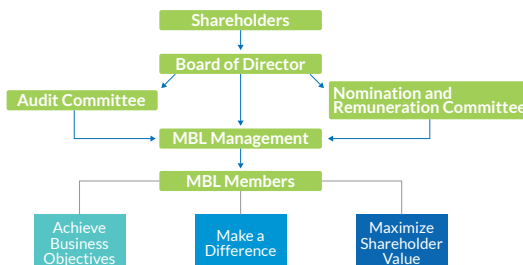 Shareholders
Board of Director
Audit Committee
Nomination and
Remuneration Committee
MBL Management
MBL Members
Achieve
Business
Objectives
Make a
Difference
Maximize
Shareholder
Value